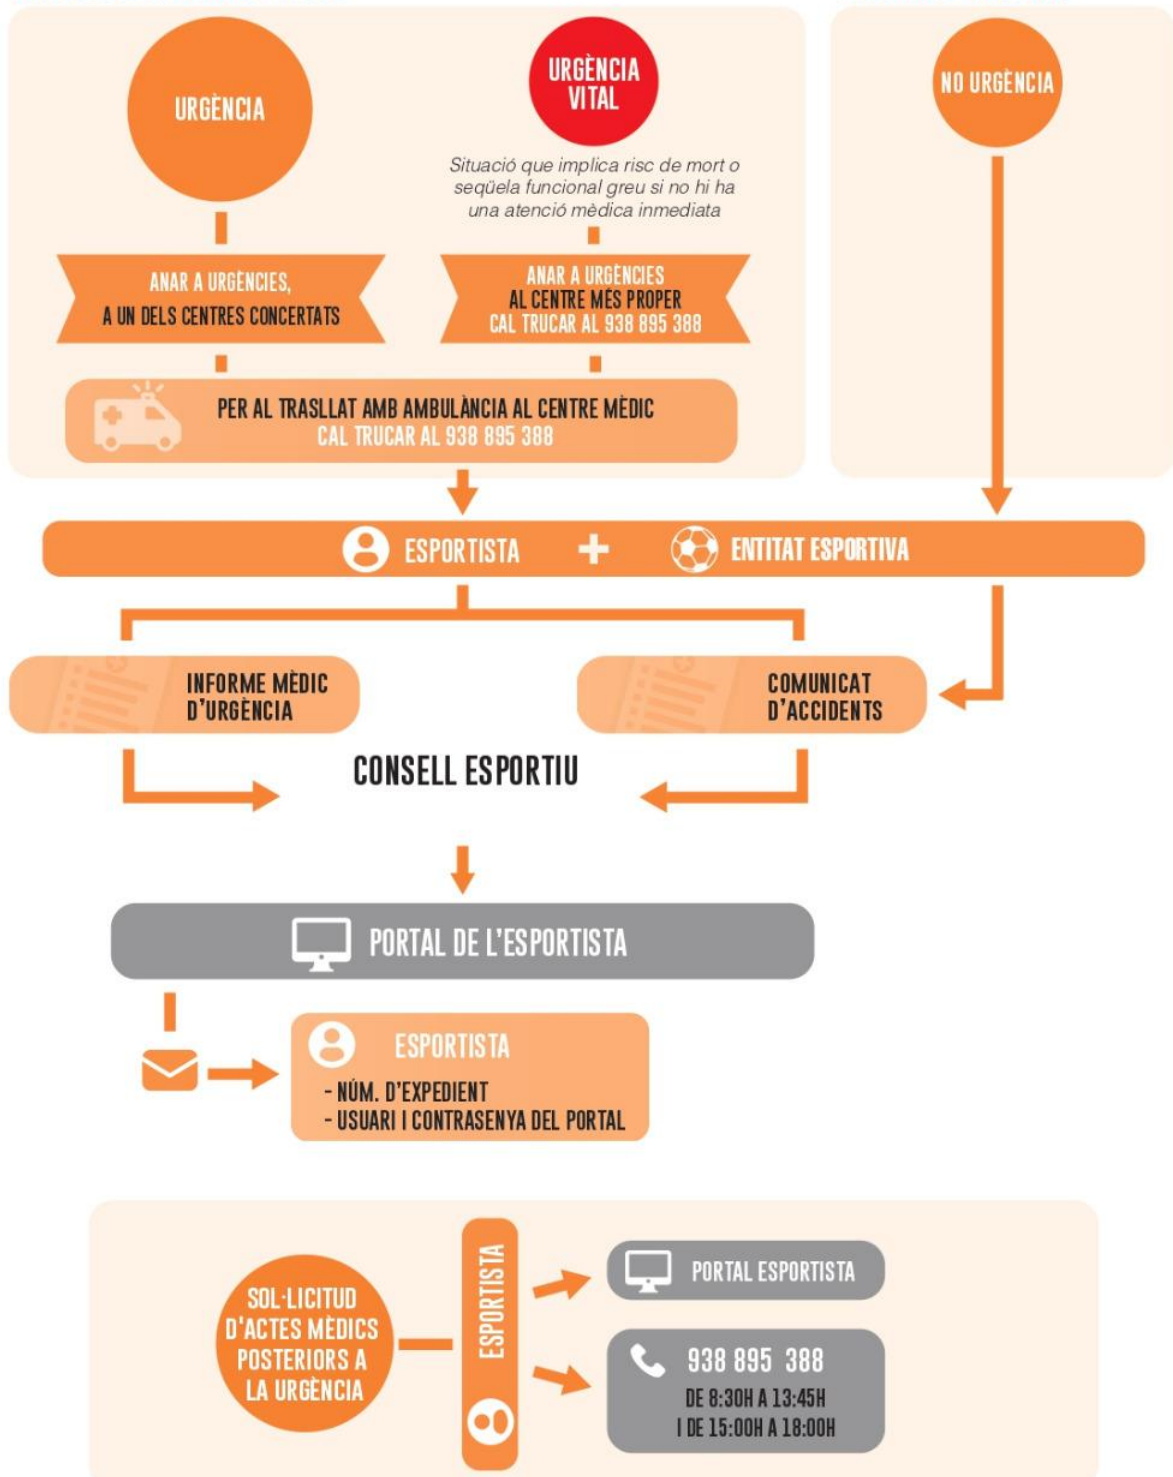 URGÈNCIA
URGÈNCIA
VITAL
NO URGÈNCIA
Situació que implica risc de mort o
seqüela funcional greu si no hi ha
una atenció mèdica inmediata
ANAR A URGÈNCIES,
A UN DELS CENTRES CONCERTATS
ANAR A URGÈNCIES
AL CENTRE MÉS PROPER
CAL TRUCAR AL 938 895 388
PER AL TRASLLAT AMB AMBULÀNCIA AL CENTRE MÈDIC
CAL TRUCAR AL 938 895 388
ESPORTISTA + ENTITAT ESPORTIVA
INFORME MÈDIC
D'URGÈNCIA
COMUNICAT
D'ACCIDENTS
CONSELL ESPORTIU
PORTAL DE L'ESPORTISTA
ESPORTISTA
- NÚM. D'EXPEDIENT
- USUARI I CONTRASENYA DEL PORTAL
SOL·LICITUD
D'ACTES MÈDICS
POSTERIORS A
LA URGÈNCIA
ESPORTISTA
PORTAL ESPORTISTA
938 895 388
DE 8:30H A 13:45H
I DE 15:00H A 18:00H